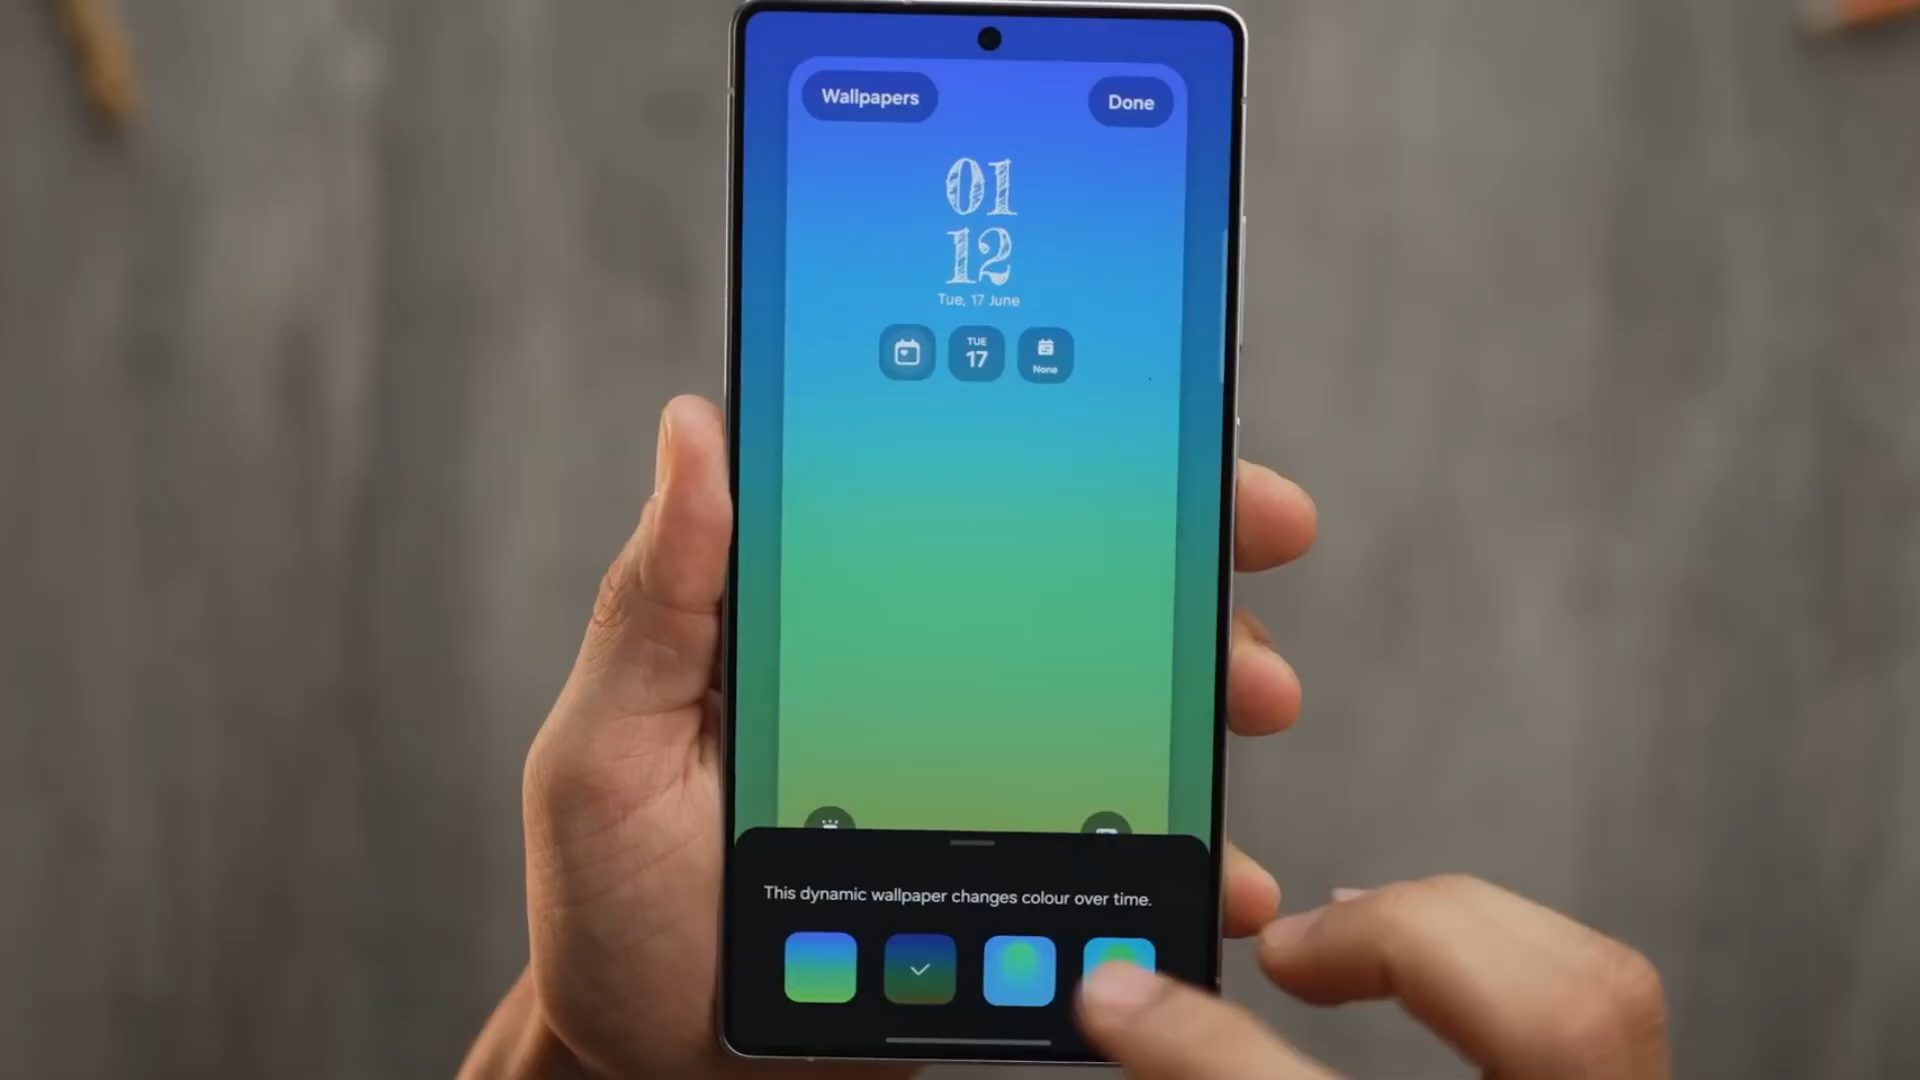 Wallpapers
Done
01
12
Tue, 17 June
TUE
17
None
This dynamic wallpaper changes colour over time.